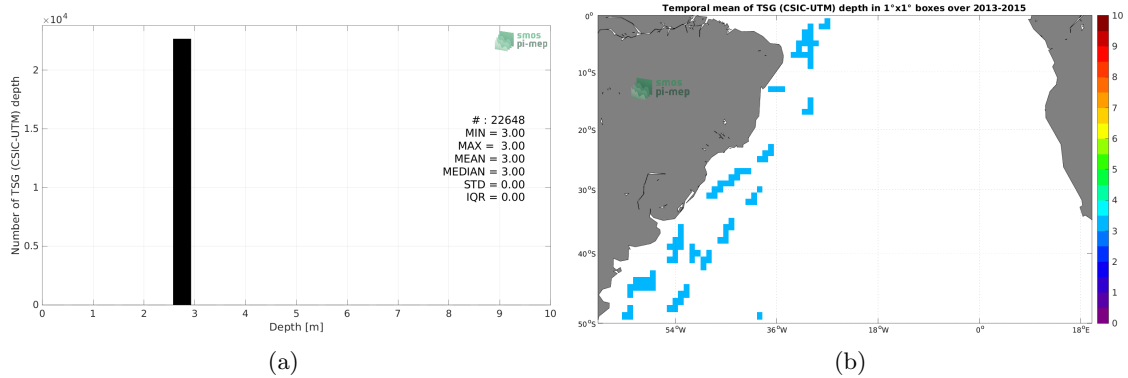 ×10⁴
2
1.5
1
0.5
0
Number of TSG (CSIC-UTM) depth
smos
pi-mep
# : 22648
MIN = 3.00
MAX = 3.00
MEAN = 3.00
MEDIAN = 3.00
STD = 0.00
IQR = 0.00
0 1 2 3 4 5 6 7 8 9 10
Depth [m]
(a)
Temporal mean of TSG (CSIC-UTM) depth in 1°x1° boxes over 2013-2015
0°
10°S
20°S
30°S
40°S
50°S
smos
pi-mep
54°W 36°W 18°W 0° 18°E
10
9
8
7
6
5
4
3
2
1
0
(b)